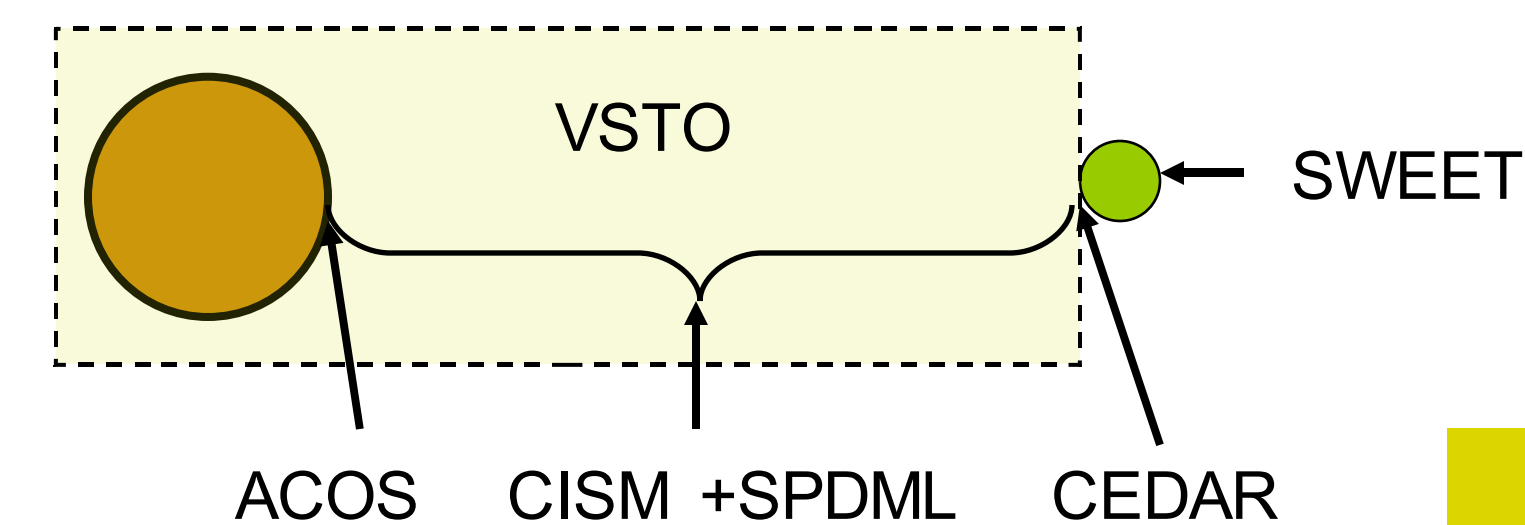 VSTO
SWEET
ACOS
CISM +SPDML
CEDAR